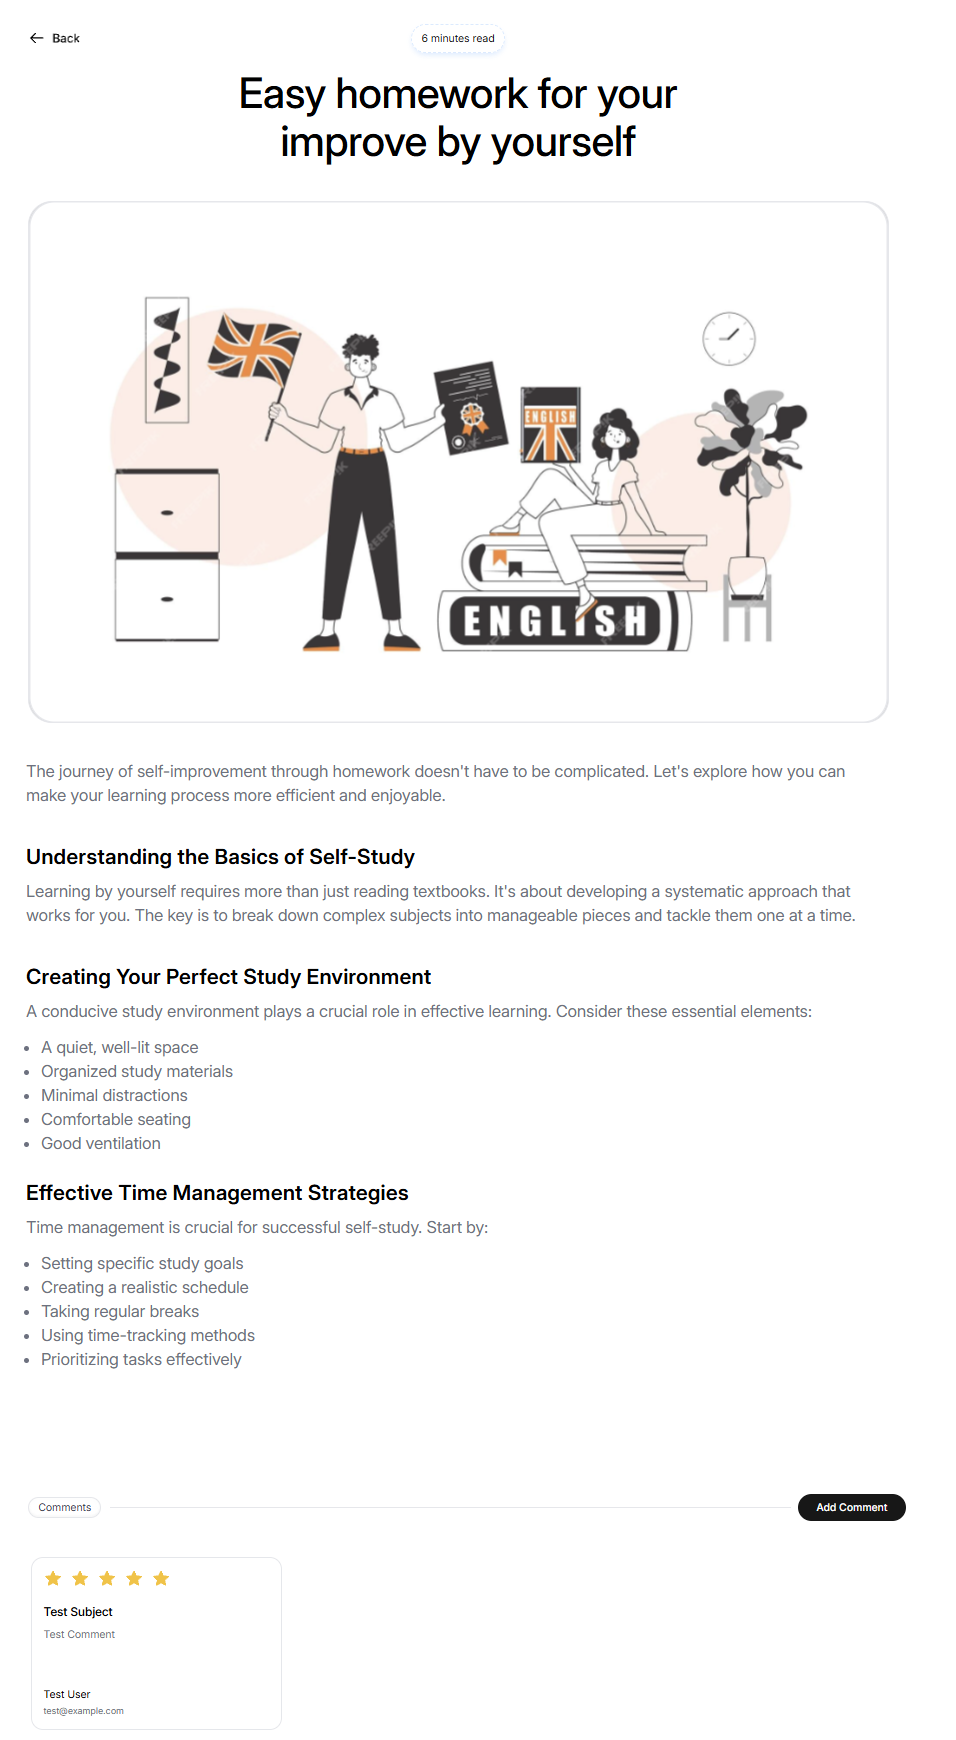 Back
6 minutes read
Easy homework for your
improve by yourself
ENGLISH
ENGLISH
The journey of self-improvement through homework doesn't have to be complicated. Let's explore how you can
make your learning process more efficient and enjoyable.
Understanding the Basics of Self-Study
Learning by yourself requires more than just reading textbooks. It's about developing a systematic approach that
works for you. The key is to break down complex subjects into manageable pieces and tackle them one at a time.
Creating Your Perfect Study Environment
A conducive study environment plays a crucial role in effective learning. Consider these essential elements:
• A quiet, well-lit space
• Organized study materials
• Minimal distractions
• Comfortable seating
• Good ventilation
Effective Time Management Strategies
Time management is crucial for successful self-study. Start by:
• Setting specific study goals
• Creating a realistic schedule
• Taking regular breaks
• Using time-tracking methods
• Prioritizing tasks effectively
Comments
Add Comment
Test Subject
Test Comment
Test User
test@example.com